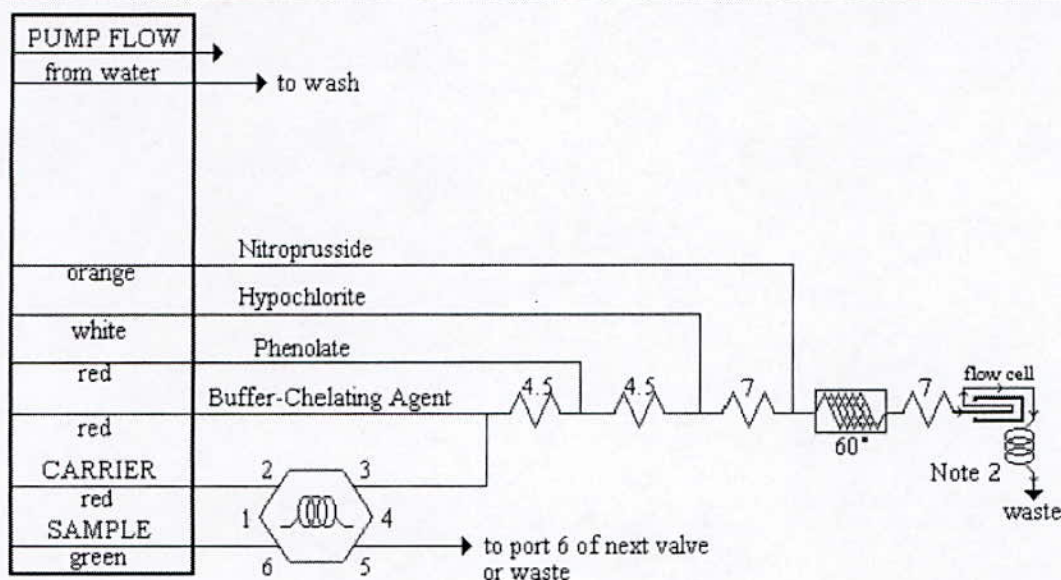 PUMP FLOW
from water
to wash
Nitroprusside
orange
Hypochlorite
white
Phenolate
red
4.5
4.5
7
7
flow cell
Buffer-Chelating Agent
red
60°
CARRIER
red
2
3
Note 2
1
4
waste
SAMPLE
green
6
5
to port 6 of next valve
or waste